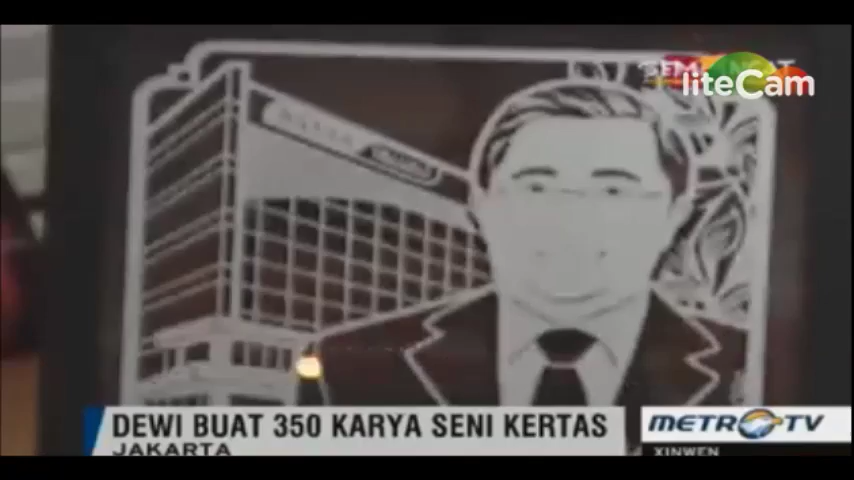 liteCam
DEWI BUAT 350 KARYA SENI KERTAS
JAKARTA
METRO TV
XINWEN